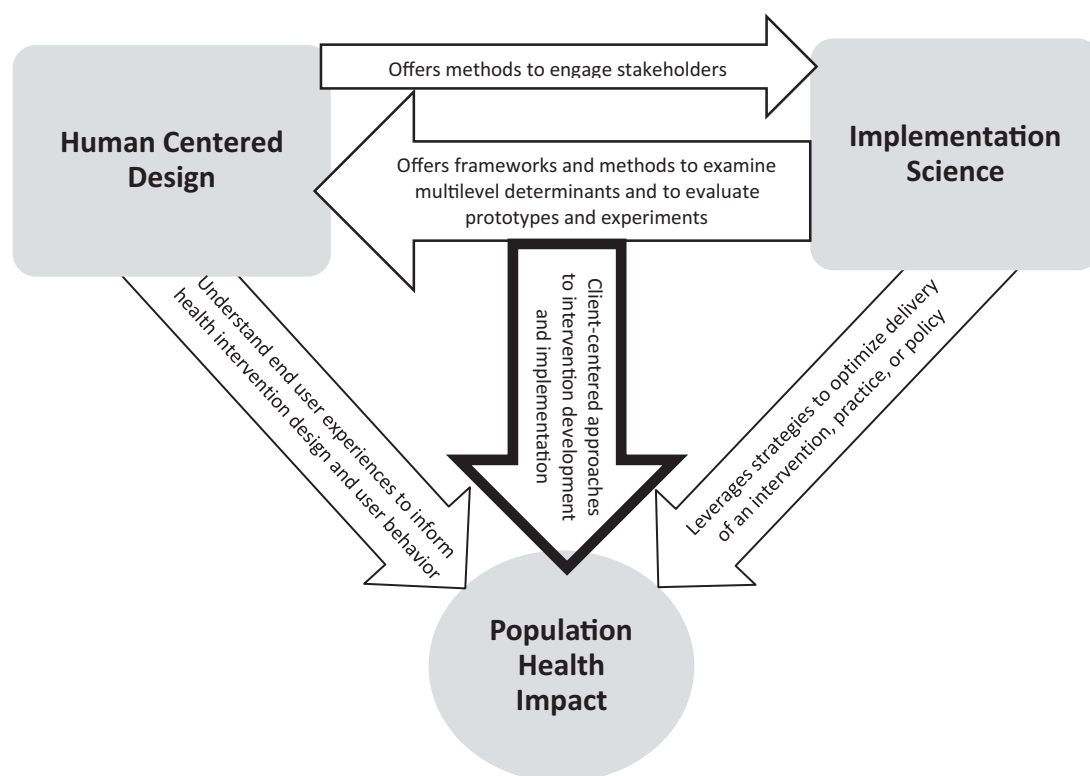 Offers methods to engage stakeholders
Human Centered
Design
Implementation
Science
Offers frameworks and methods to examine
multilevel determinants and to evaluate
prototypes and experiments
Understand end user experiences to inform
health intervention design and user behavior
Client-centered approaches
to intervention development
and implementation
Leverages strategies to optimize delivery
of an intervention, practice, or policy
Population
Health
Impact